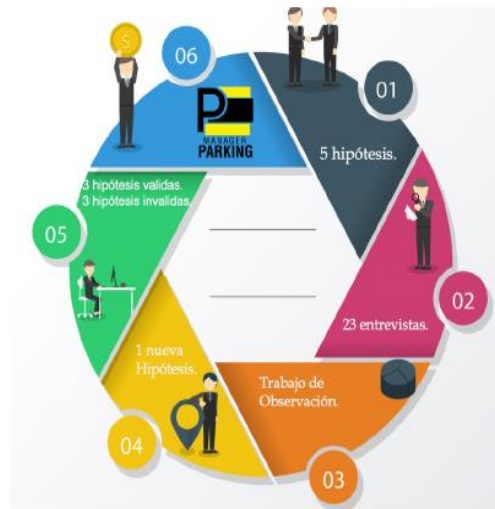 01
5 hipótesis.
02
23 entrevistas.
03
Trabajo de
Observación.
04
1 nueva
Hipótesis.
05
3 hipótesis validas.
3 hipótesis invalidas.
06
$
P
MANAGER
PARKING